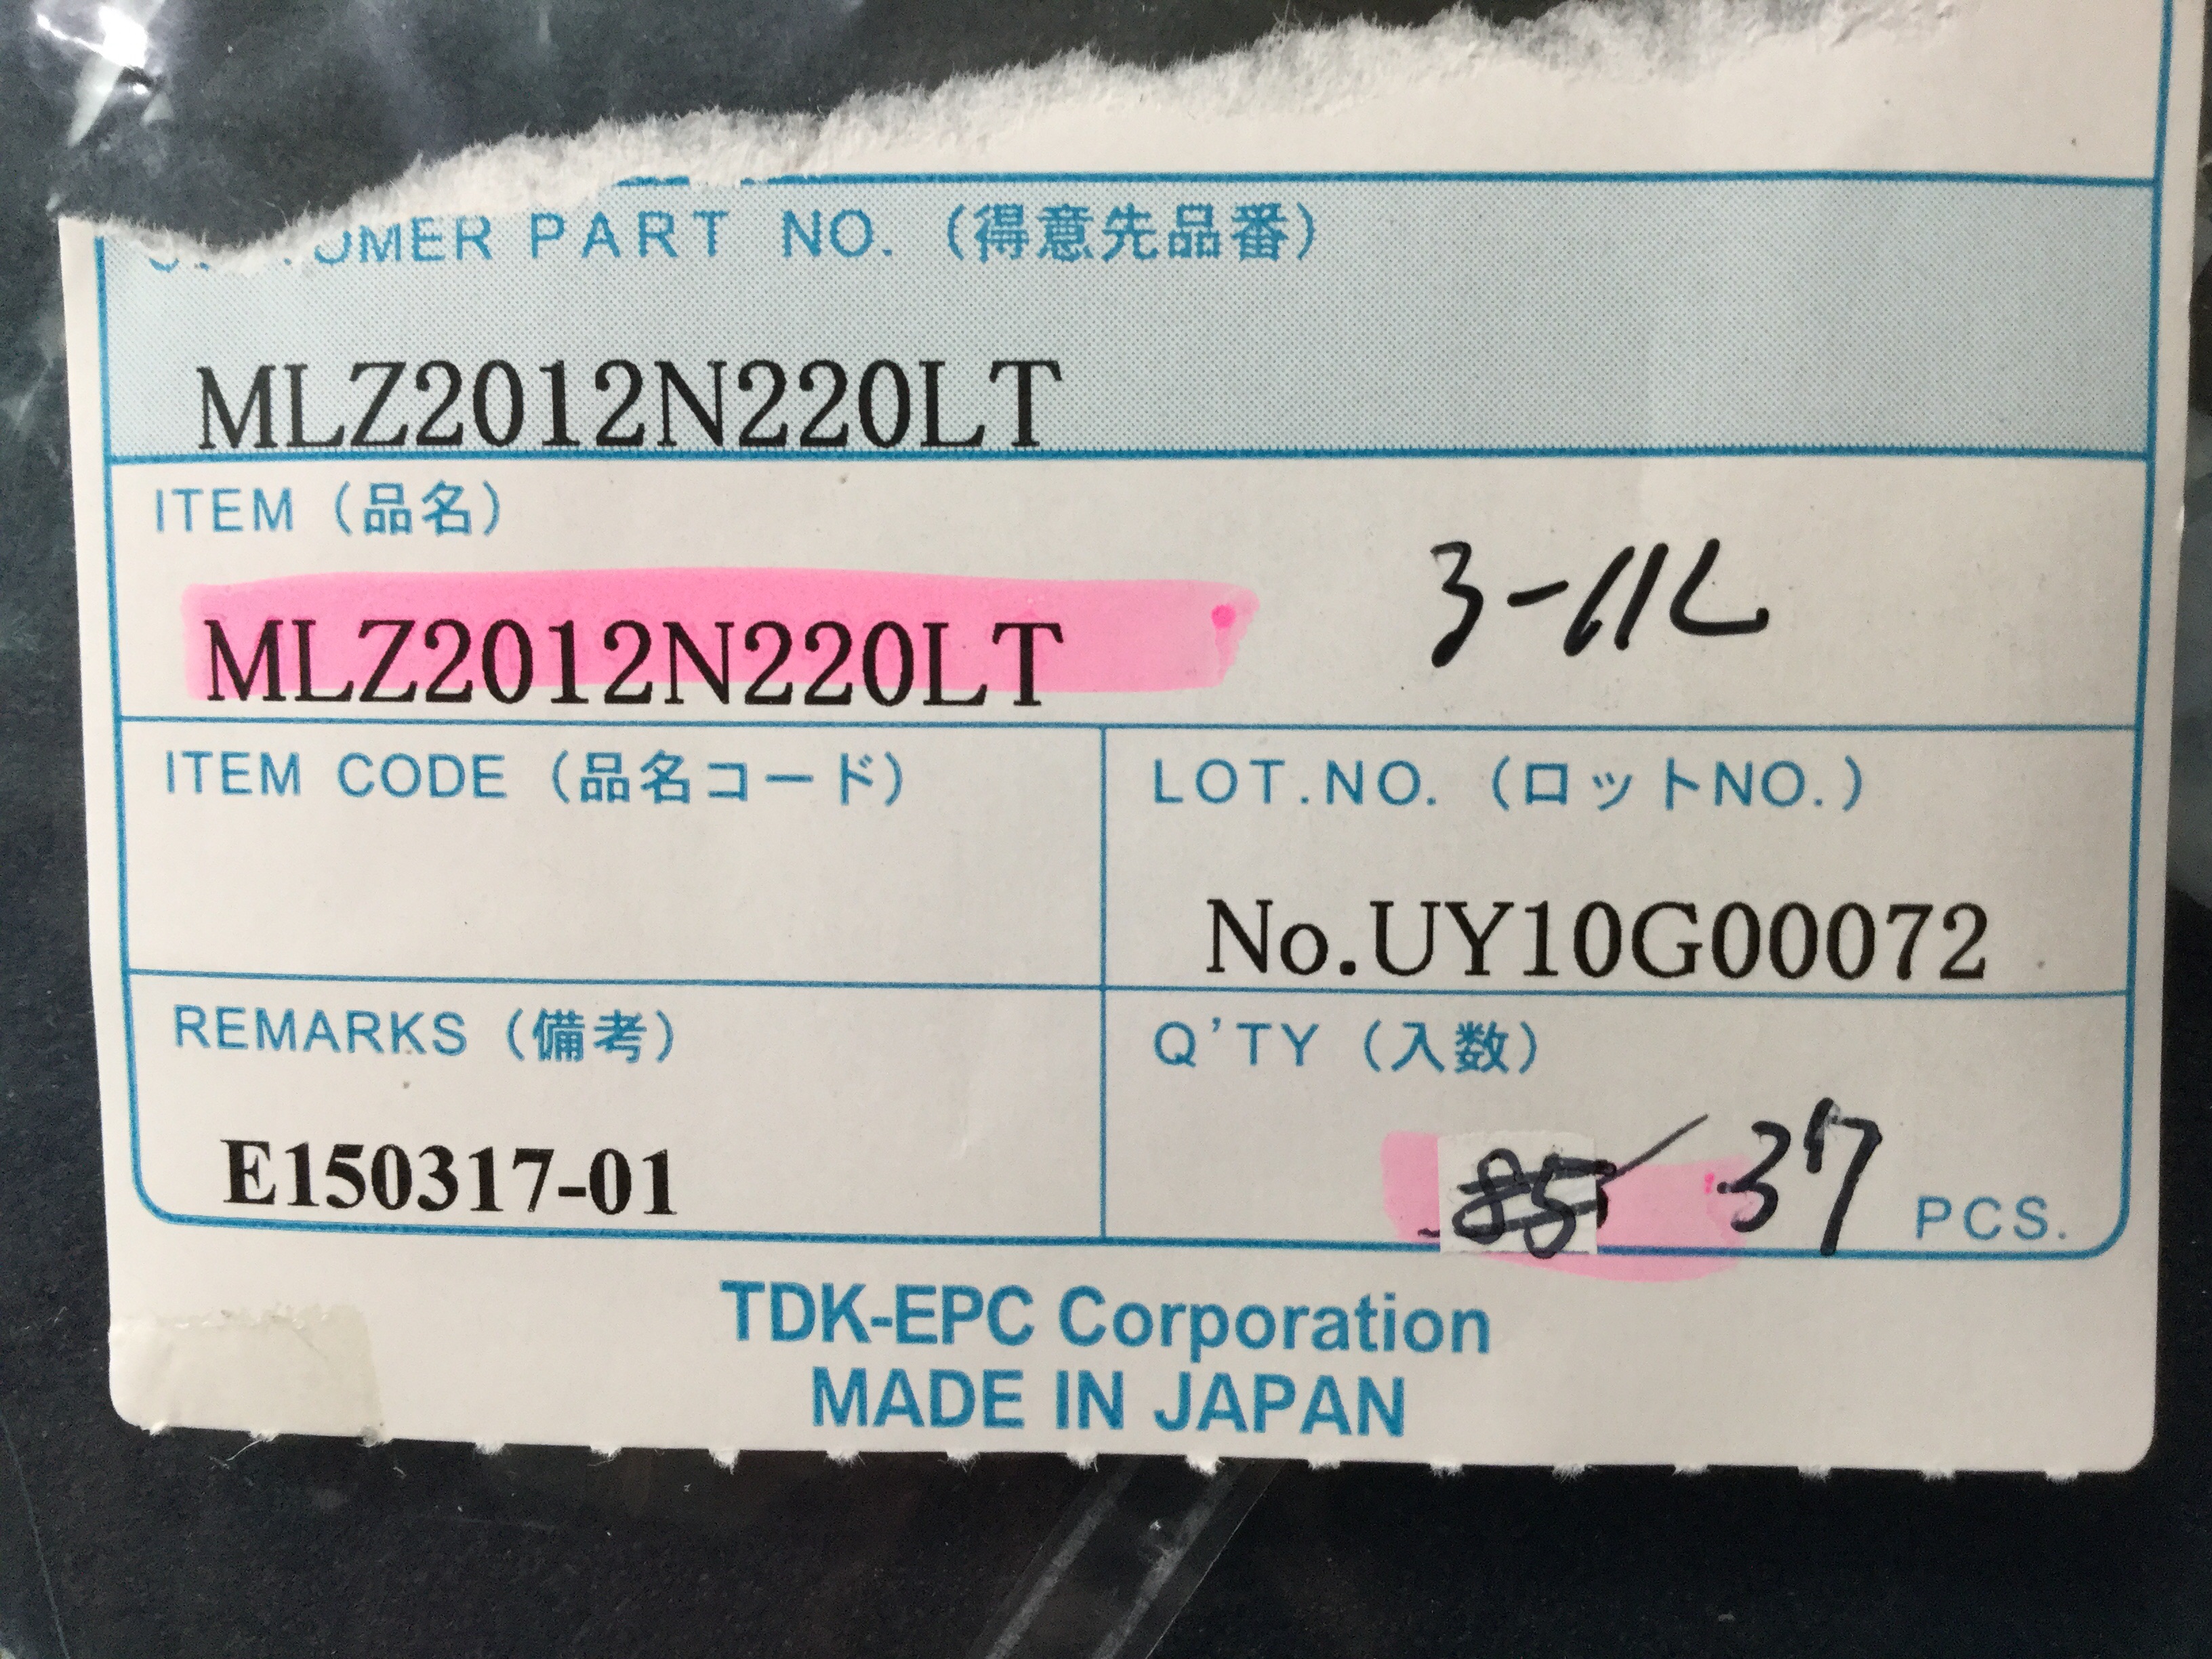 CUSTOMER PART NO. (得意先品番)
MLZ2012N220LT
ITEM (品名)
MLZ2012N220LT 3-11L
ITEM CODE (品名コード)
LOT.NO. (ロットNO.)
No.UY10G00072
REMARKS (備考)
E150317-01
Q'TY (入数)
85 37 PCS.
TDK-EPC Corporation
MADE IN JAPAN